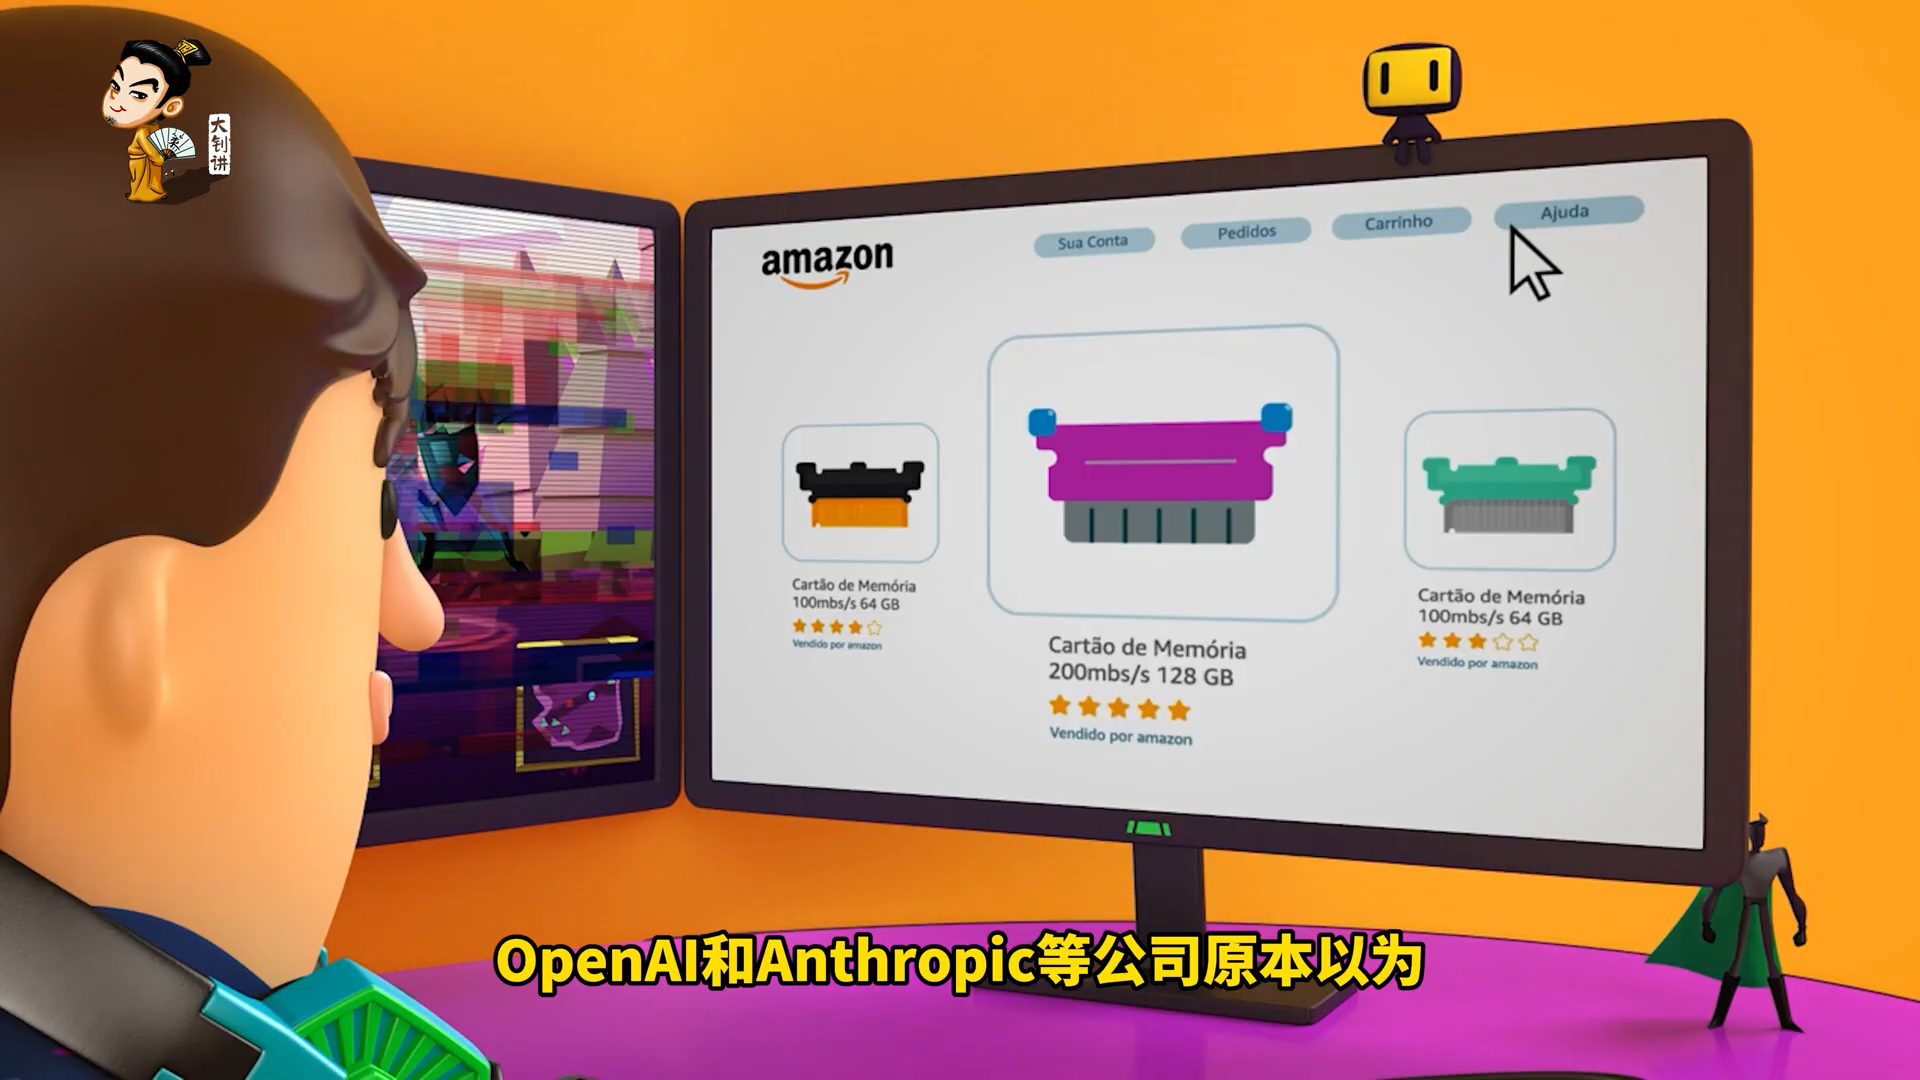 大钊讲
amazon
Sua Conta
Pedidos
Carrinho
Ajuda
Cartão de Memória
100mbs/s 64 GB
Vendido por amazon
Cartão de Memória
200mbs/s 128 GB
Vendido por amazon
Cartão de Memória
100mbs/s 64 GB
Vendido por amazon
OpenAI和Anthropic等公司原本以为